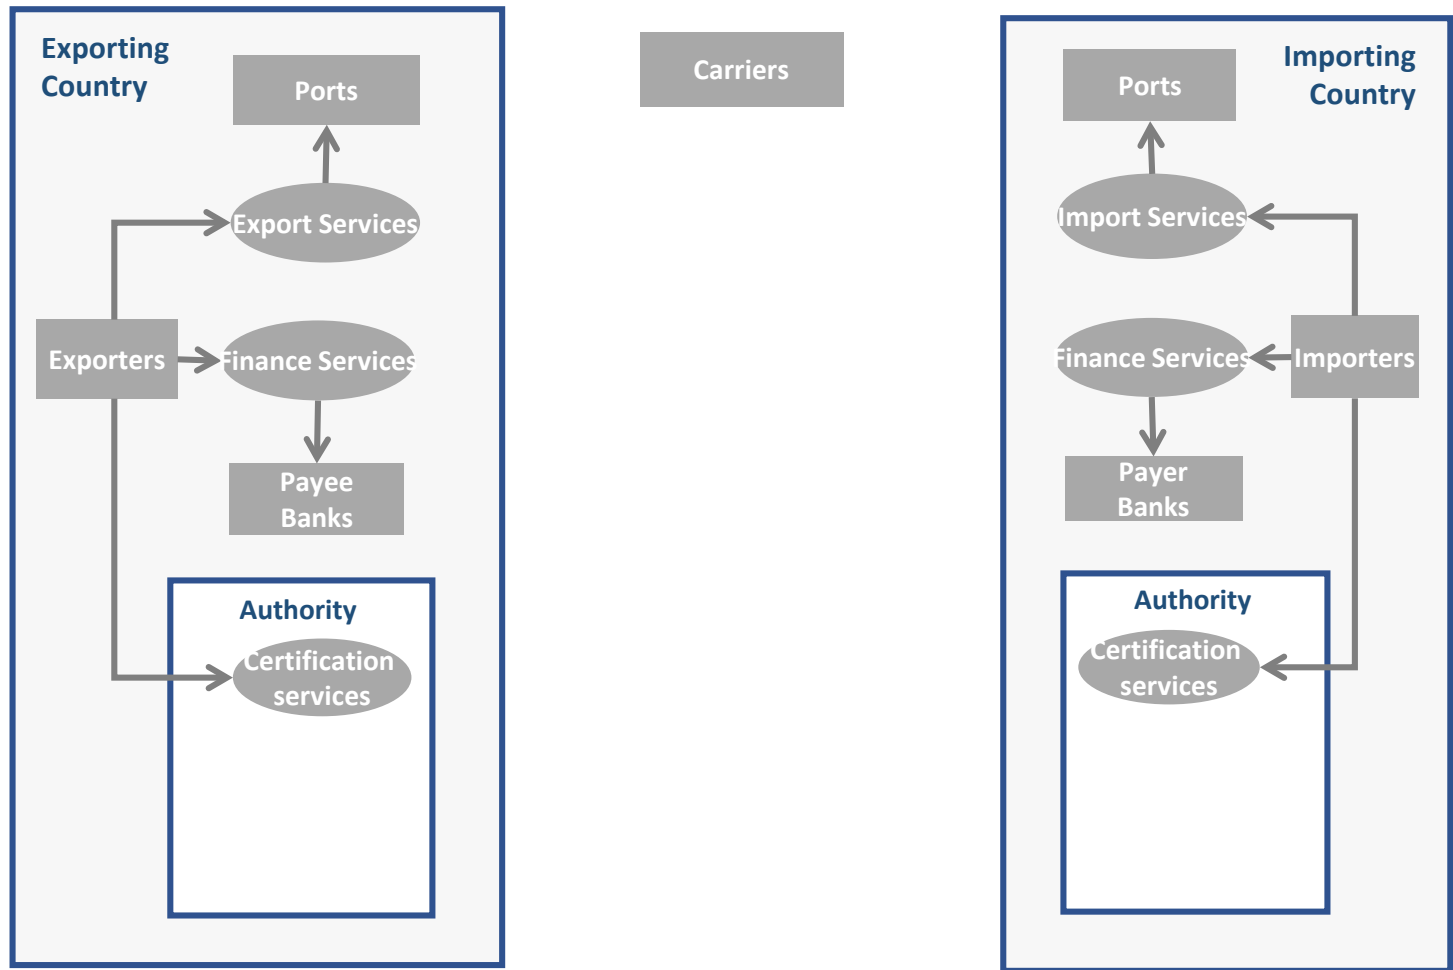 Exporting
Country
Ports
Export Services
Exporters
Finance Services
Payee
Banks
Authority
Certification
services
Carriers
Importing
Country
Ports
Import Services
Finance Services
Importers
Payer
Banks
Authority
Certification
services